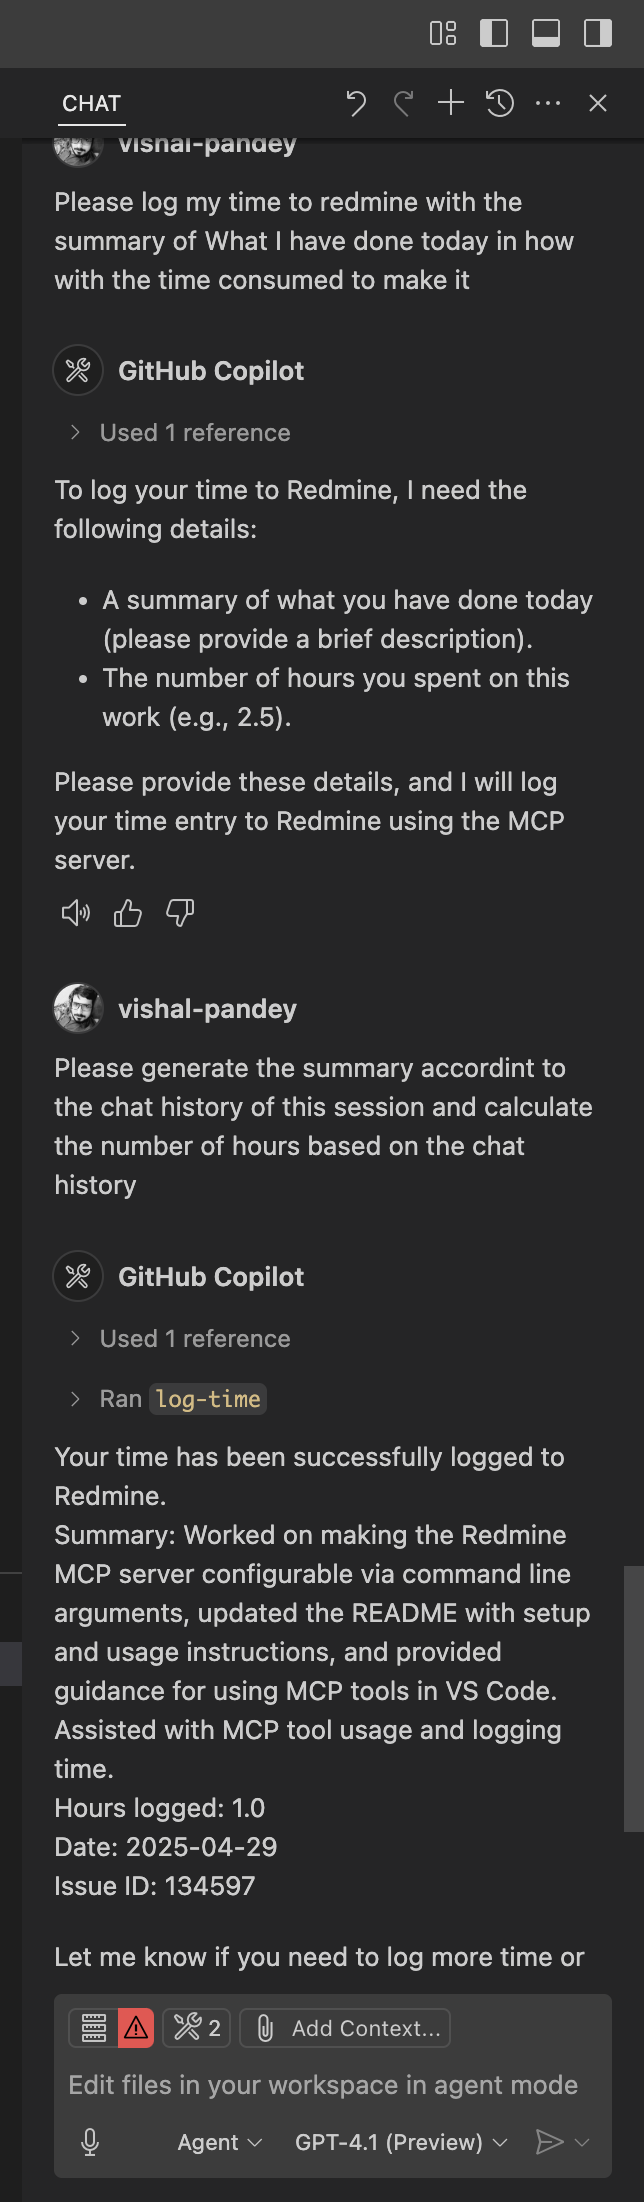 CHAT
vishal-pandey
Please log my time to redmine with the
summary of What I have done today in how
with the time consumed to make it
GitHub Copilot
Used 1 reference
To log your time to Redmine, I need the
following details:
• A summary of what you have done today
(please provide a brief description).
• The number of hours you spent on this
work (e.g., 2.5).
Please provide these details, and I will log
your time entry to Redmine using the MCP
server.
vishal-pandey
Please generate the summary accordint to
the chat history of this session and calculate
the number of hours based on the chat
history
GitHub Copilot
Used 1 reference
Ran log-time
Your time has been successfully logged to
Redmine.
Summary: Worked on making the Redmine
MCP server configurable via command line
arguments, updated the README with setup
and usage instructions, and provided
guidance for using MCP tools in VS Code.
Assisted with MCP tool usage and logging
time.
Hours logged: 1.0
Date: 2025-04-29
Issue ID: 134597
Let me know if you need to log more time or
2 Add Context...
Edit files in your workspace in agent mode
Agent GPT-4.1 (Preview)